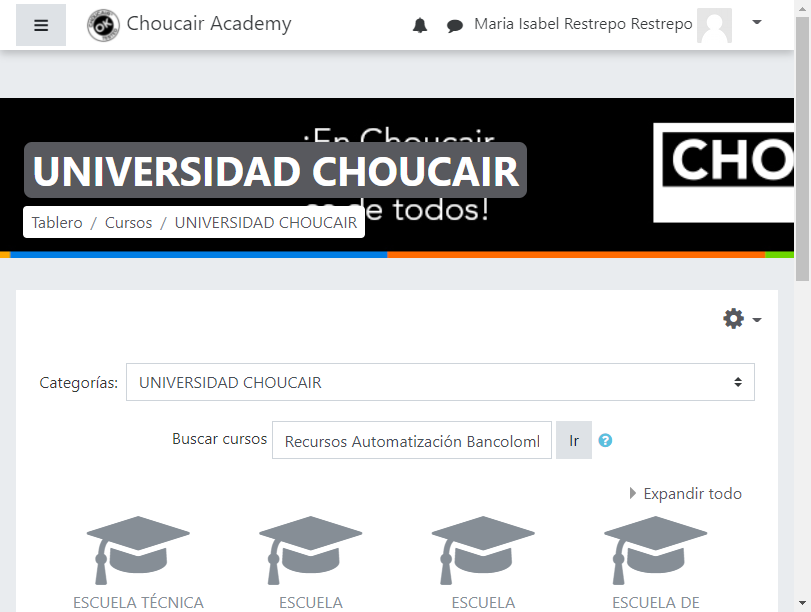 Choucair Academy
Maria Isabel Restrepo Restrepo
¡En Choucair
UNIVERSIDAD CHOUCAIR
es de todos!
CHO
Tablero / Cursos / UNIVERSIDAD CHOUCAIR
Categorías: UNIVERSIDAD CHOUCAIR
Buscar cursos Recursos Automatización Bancolomb Ir ?
Expandir todo
ESCUELA TÉCNICA
ESCUELA
ESCUELA
ESCUELA DE